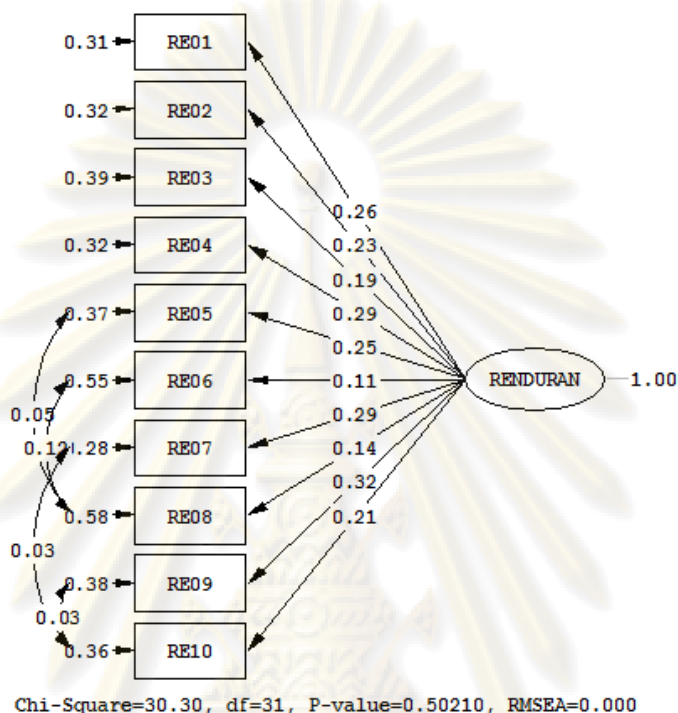 0.31 RE01
0.32 RE02
0.39 RE03
0.26
0.23
0.32 RE04
0.19
0.29
0.37 RE05
0.25
0.55 RE06 0.11 RENDURAN 1.00
0.05
0.29
0.12 .28 RE07 0.14
0.32
0.58 RE08 0.21
0.03
0.38 RE09
0.03
0.36 RE10
Chi-Square=30.30, df=31, P-value=0.50210, RMSEA=0.000